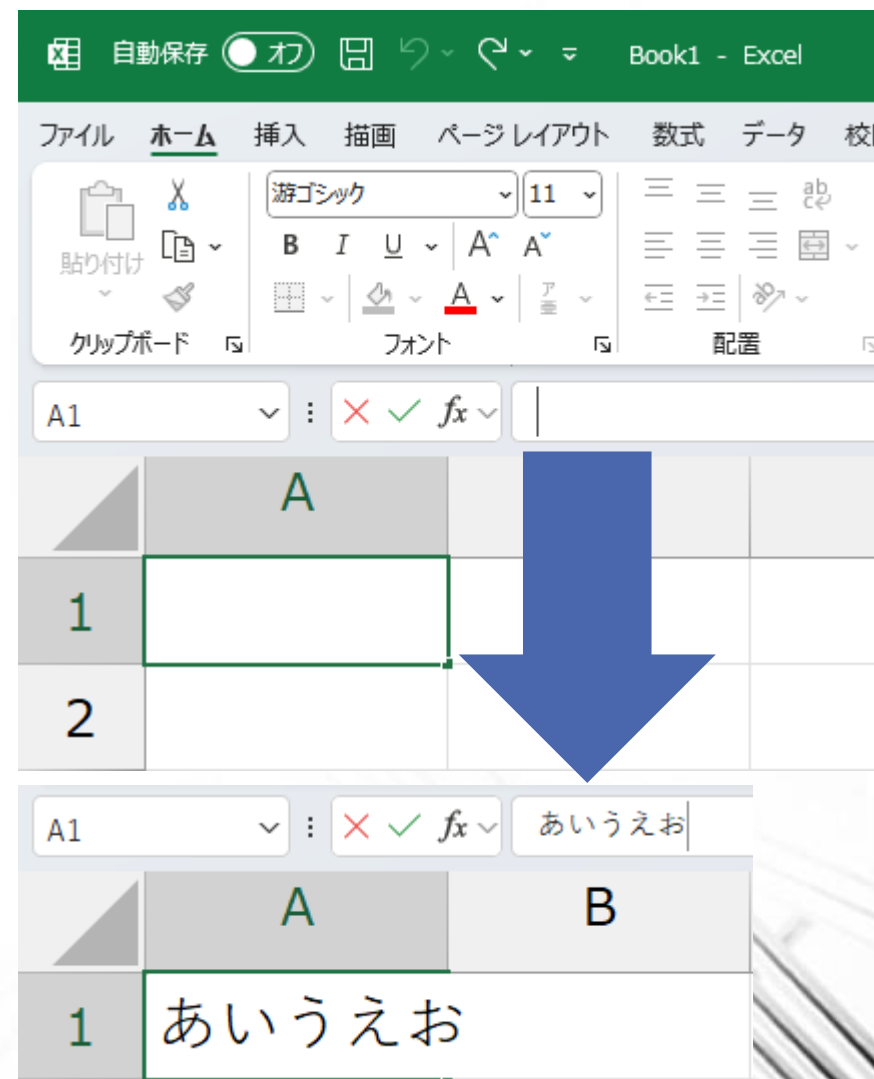 自動保存 オフ Book1 - Excel
ファイル ホーム 挿入 描画 ページ レイアウト 数式 データ
貼り付け
游ゴシック 11
B I U A A
A ア亜
ab
クリップボード フォント 配置
A1 fx
A
1
2
A1 fx あいうえお
A B
1 あいうえお